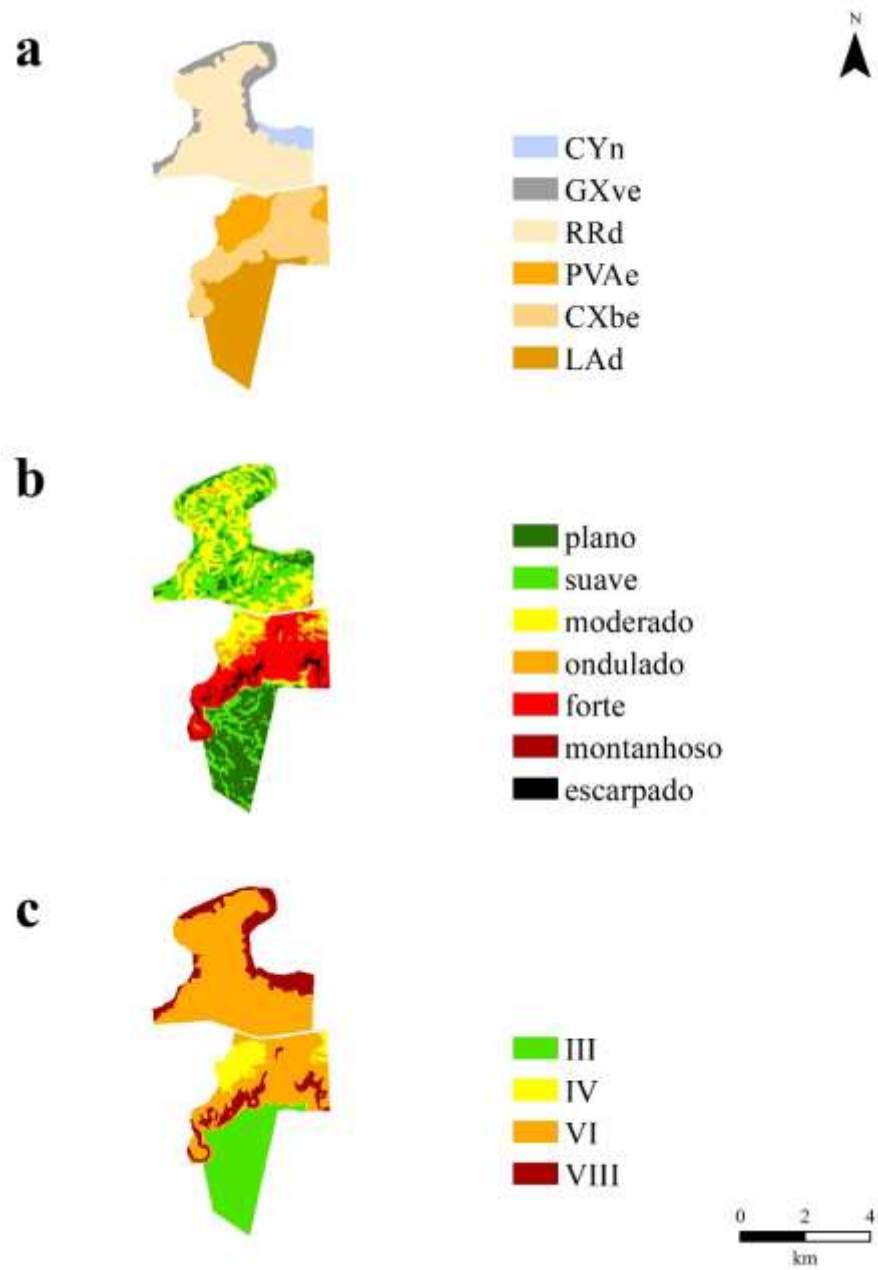 a
N
CYn
GXve
RRd
PVAe
CXbe
LAd
b
plano
suave
moderado
ondulado
forte
montanhoso
escarpado
c
III
IV
VI
VIII
0 2 4
km